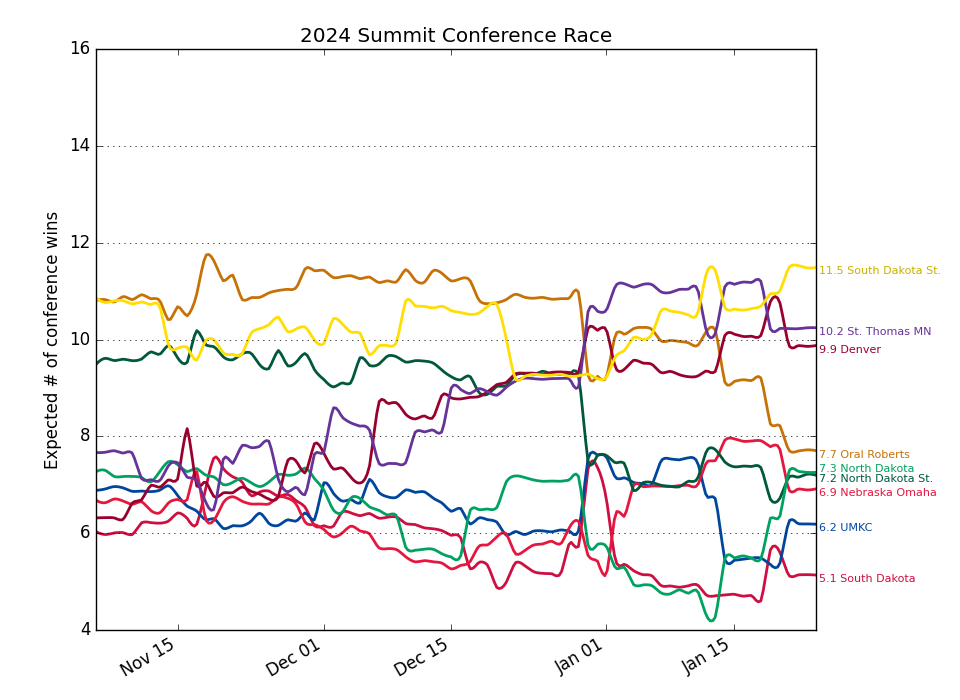 2024 Summit Conference Race
Expected # of conference wins
16
14
12
10
8
6
4
Nov 15
Dec 01
Dec 15
Jan 01
Jan 15
11.5 South Dakota St.
10.2 St. Thomas MN
9.9 Denver
7.7 Oral Roberts
7.3 North Dakota
7.2 North Dakota St.
6.9 Nebraska Omaha
6.2 UMKC
5.1 South Dakota